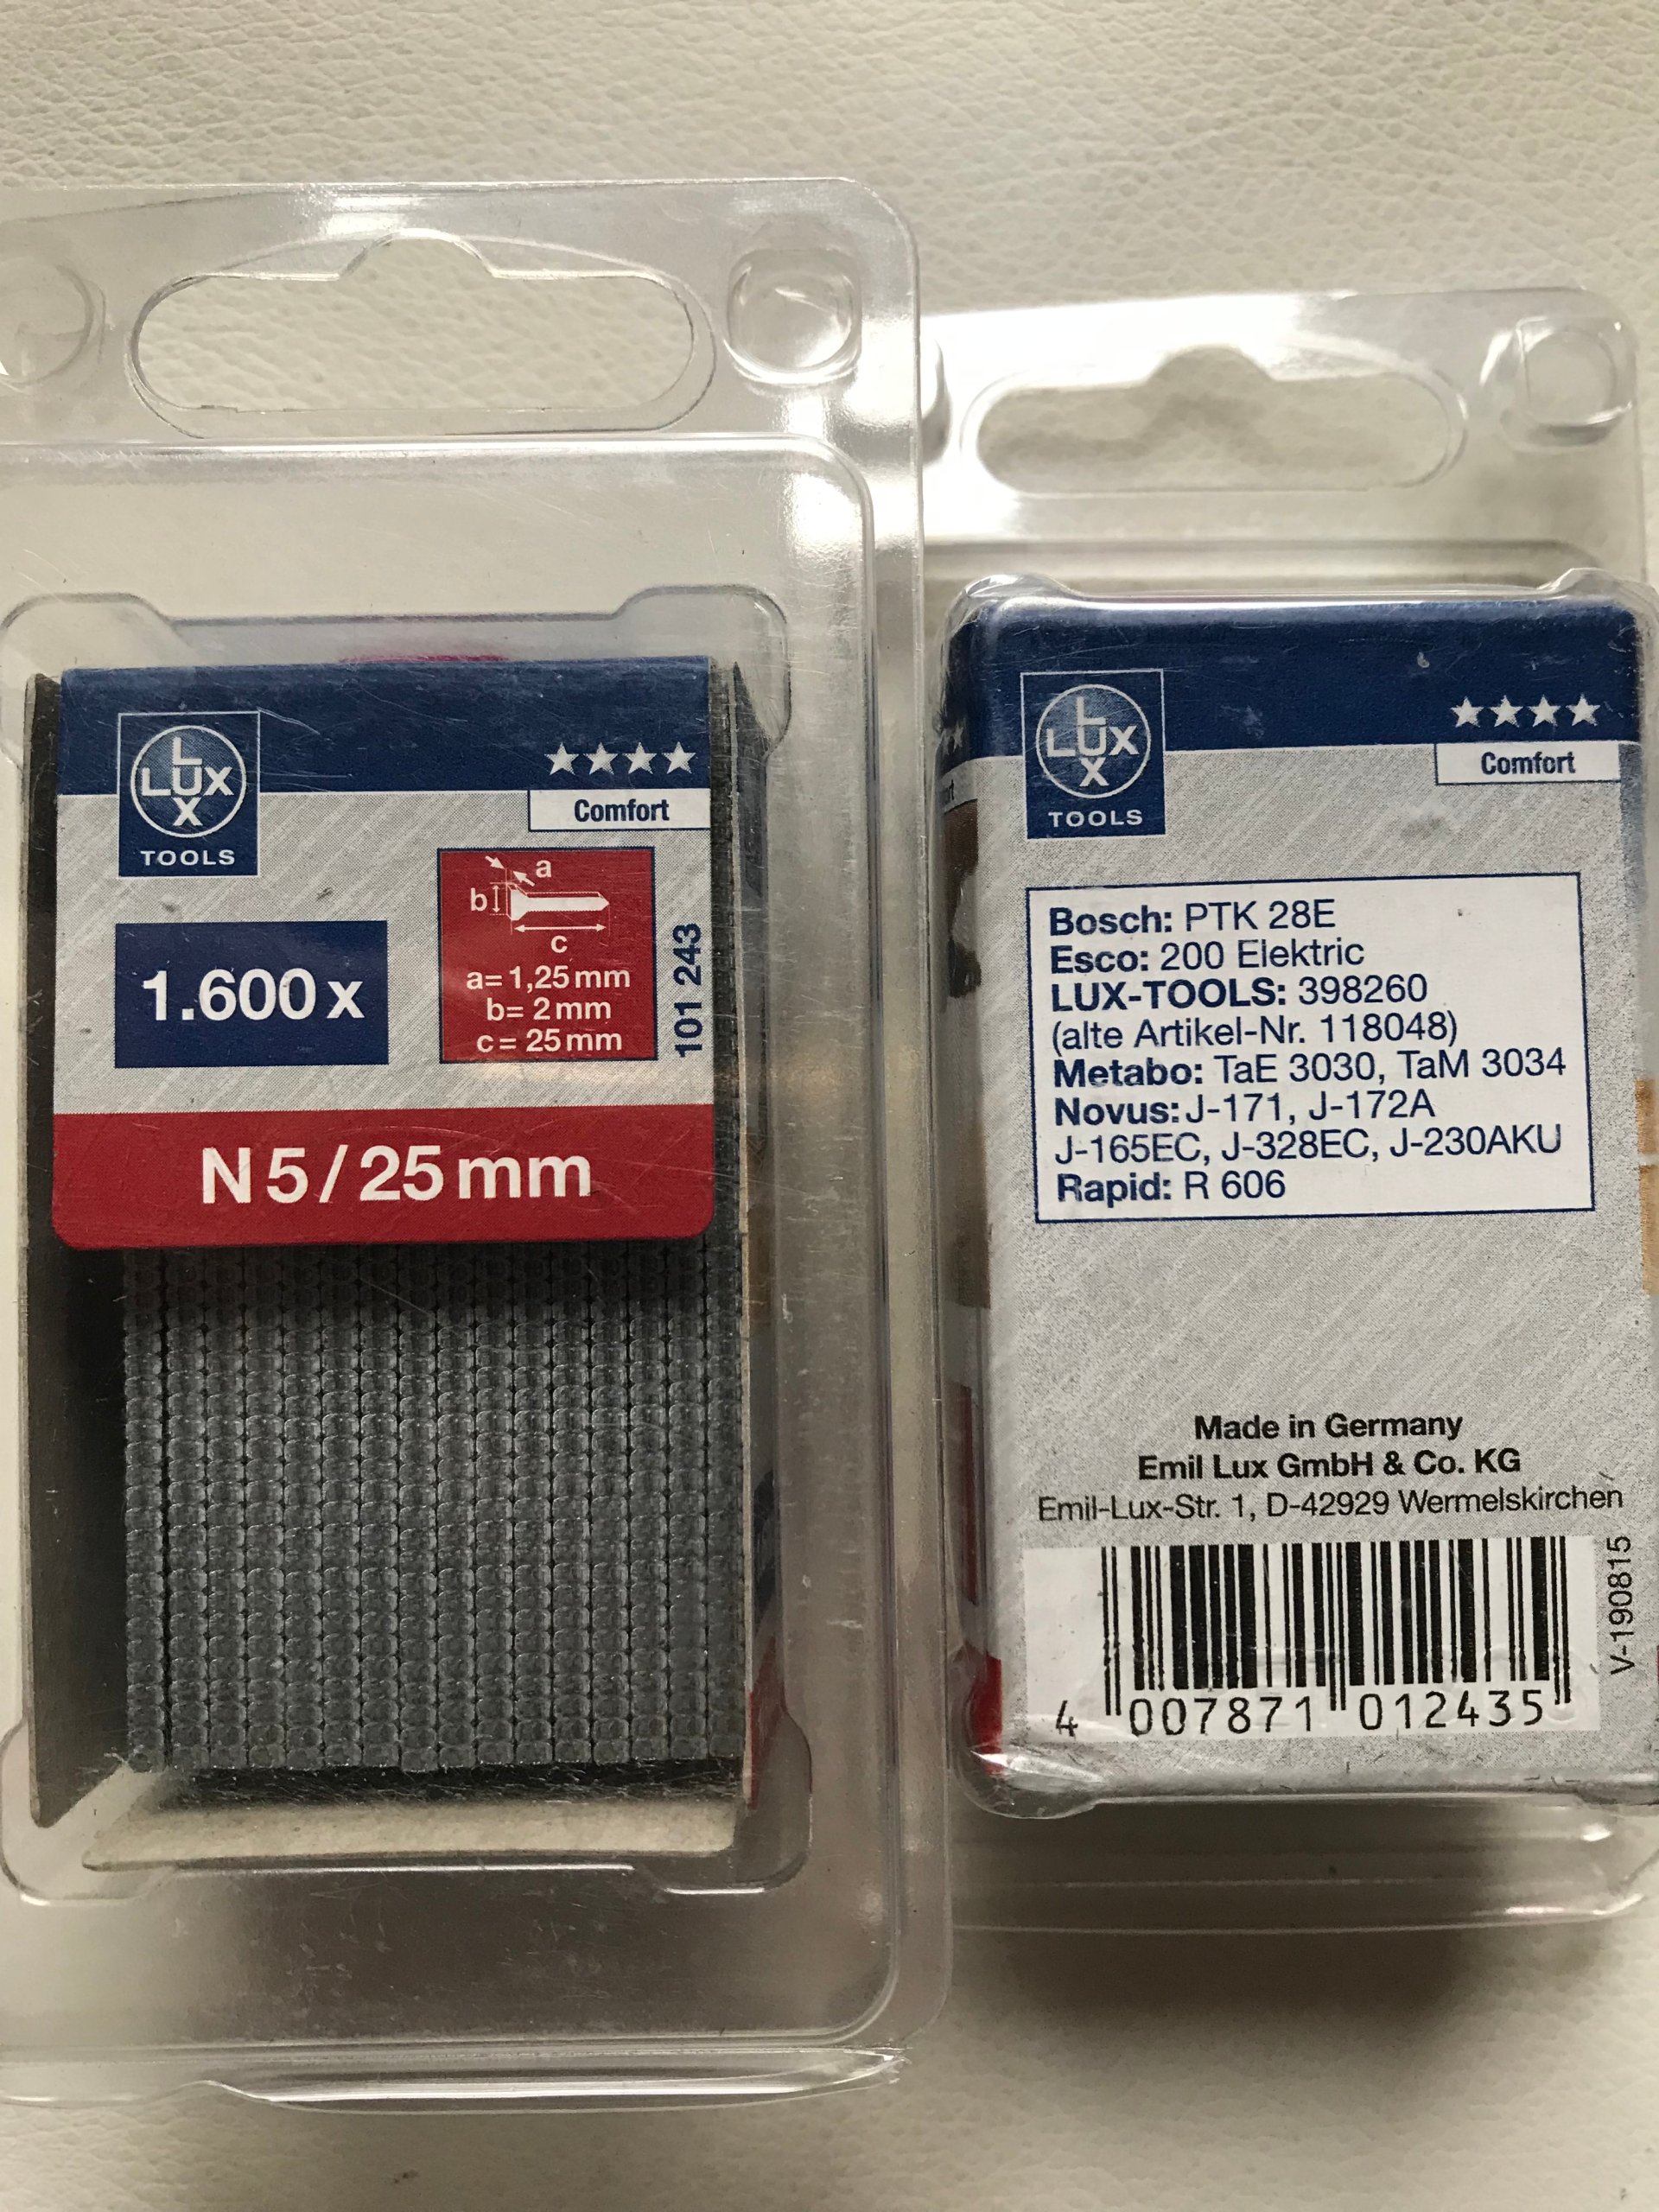 L
LUX
X
TOOLS
Comfort
a
b
c
a= 1,25 mm
b= 2 mm
c= 25 mm
101 243
1.600 x
N 5 / 25 mm
L
LUX
X
TOOLS
Comfort
Bosch: PTK 28E
Esco: 200 Elektric
LUX-TOOLS: 398260
(alte Artikel-Nr. 118048)
Metabo: TaE 3030, TaM 3034
Novus: J-171, J-172A
J-165EC, J-328EC, J-230AKU
Rapid: R 606
Made in Germany
Emil Lux GmbH & Co. KG
Emil-Lux-Str. 1, D-42929 Wermelskirchen
V-190815
4 007871 012435